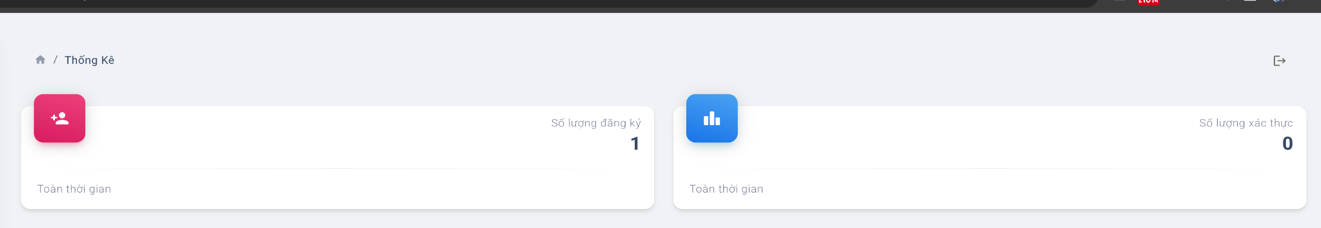 / Thống Kê
Số lượng đăng ký
1
Toàn thời gian
Số lượng xác thực
0
Toàn thời gian